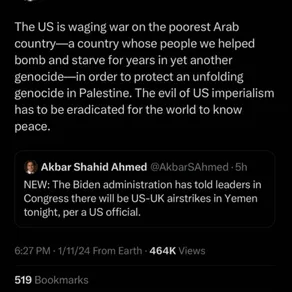 The US is waging war on the poorest Arab
country—a country whose people we helped
bomb and starve for years in yet another
genocide—in order to protect an unfolding
genocide in Palestine. The evil of US imperialism
has to be eradicated for the world to know
peace.
Akbar Shahid Ahmed @AkbarSAhmed · 5h
NEW: The Biden administration has told leaders in
Congress there will be US-UK airstrikes in Yemen
tonight, per a US official.
6:27 PM · 1/11/24 From Earth · 464K Views
519 Bookmarks